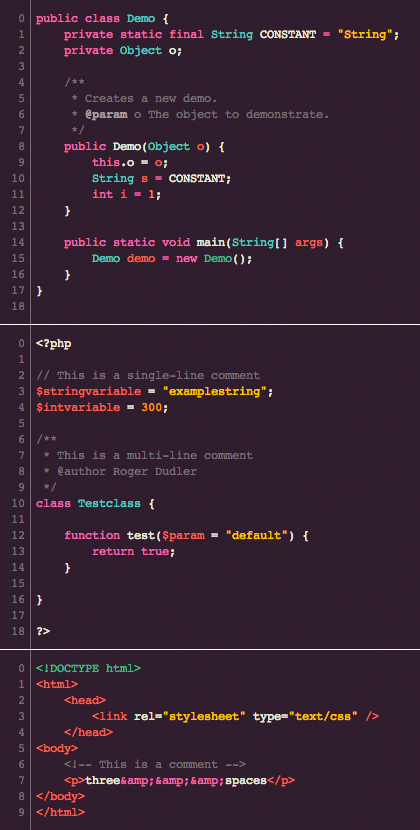 0 public class Demo {
1     private static final String CONSTANT = "String";
2     private Object o;
3
4     /**
5      * Creates a new demo.
6      * @param o The object to demonstrate.
7      */
8     public Demo(Object o) {
9         this.o = o;
10         String s = CONSTANT;
11         int i = 1;
12     }
13
14     public static void main(String[] args) {
15         Demo demo = new Demo();
16     }
17 }
18
0 <?php
1
2 // This is a single-line comment
3 $stringvariable = "examplestring";
4 $intvariable = 300;
5
6 /**
7  * This is a multi-line comment
8  * @author Roger Dudler
9  */
10 class Testclass {
11
12     function test($param = "default") {
13         return true;
14     }
15
16 }
17
18 ?>
0 <!DOCTYPE html>
1 <html>
2     <head>
3         <link rel="stylesheet" type="text/css" />
4     </head>
5 <body>
6     <!-- This is a comment -->
7     <p>three&amp;&amp;&amp;spaces</p>
8 </body>
9 </html>